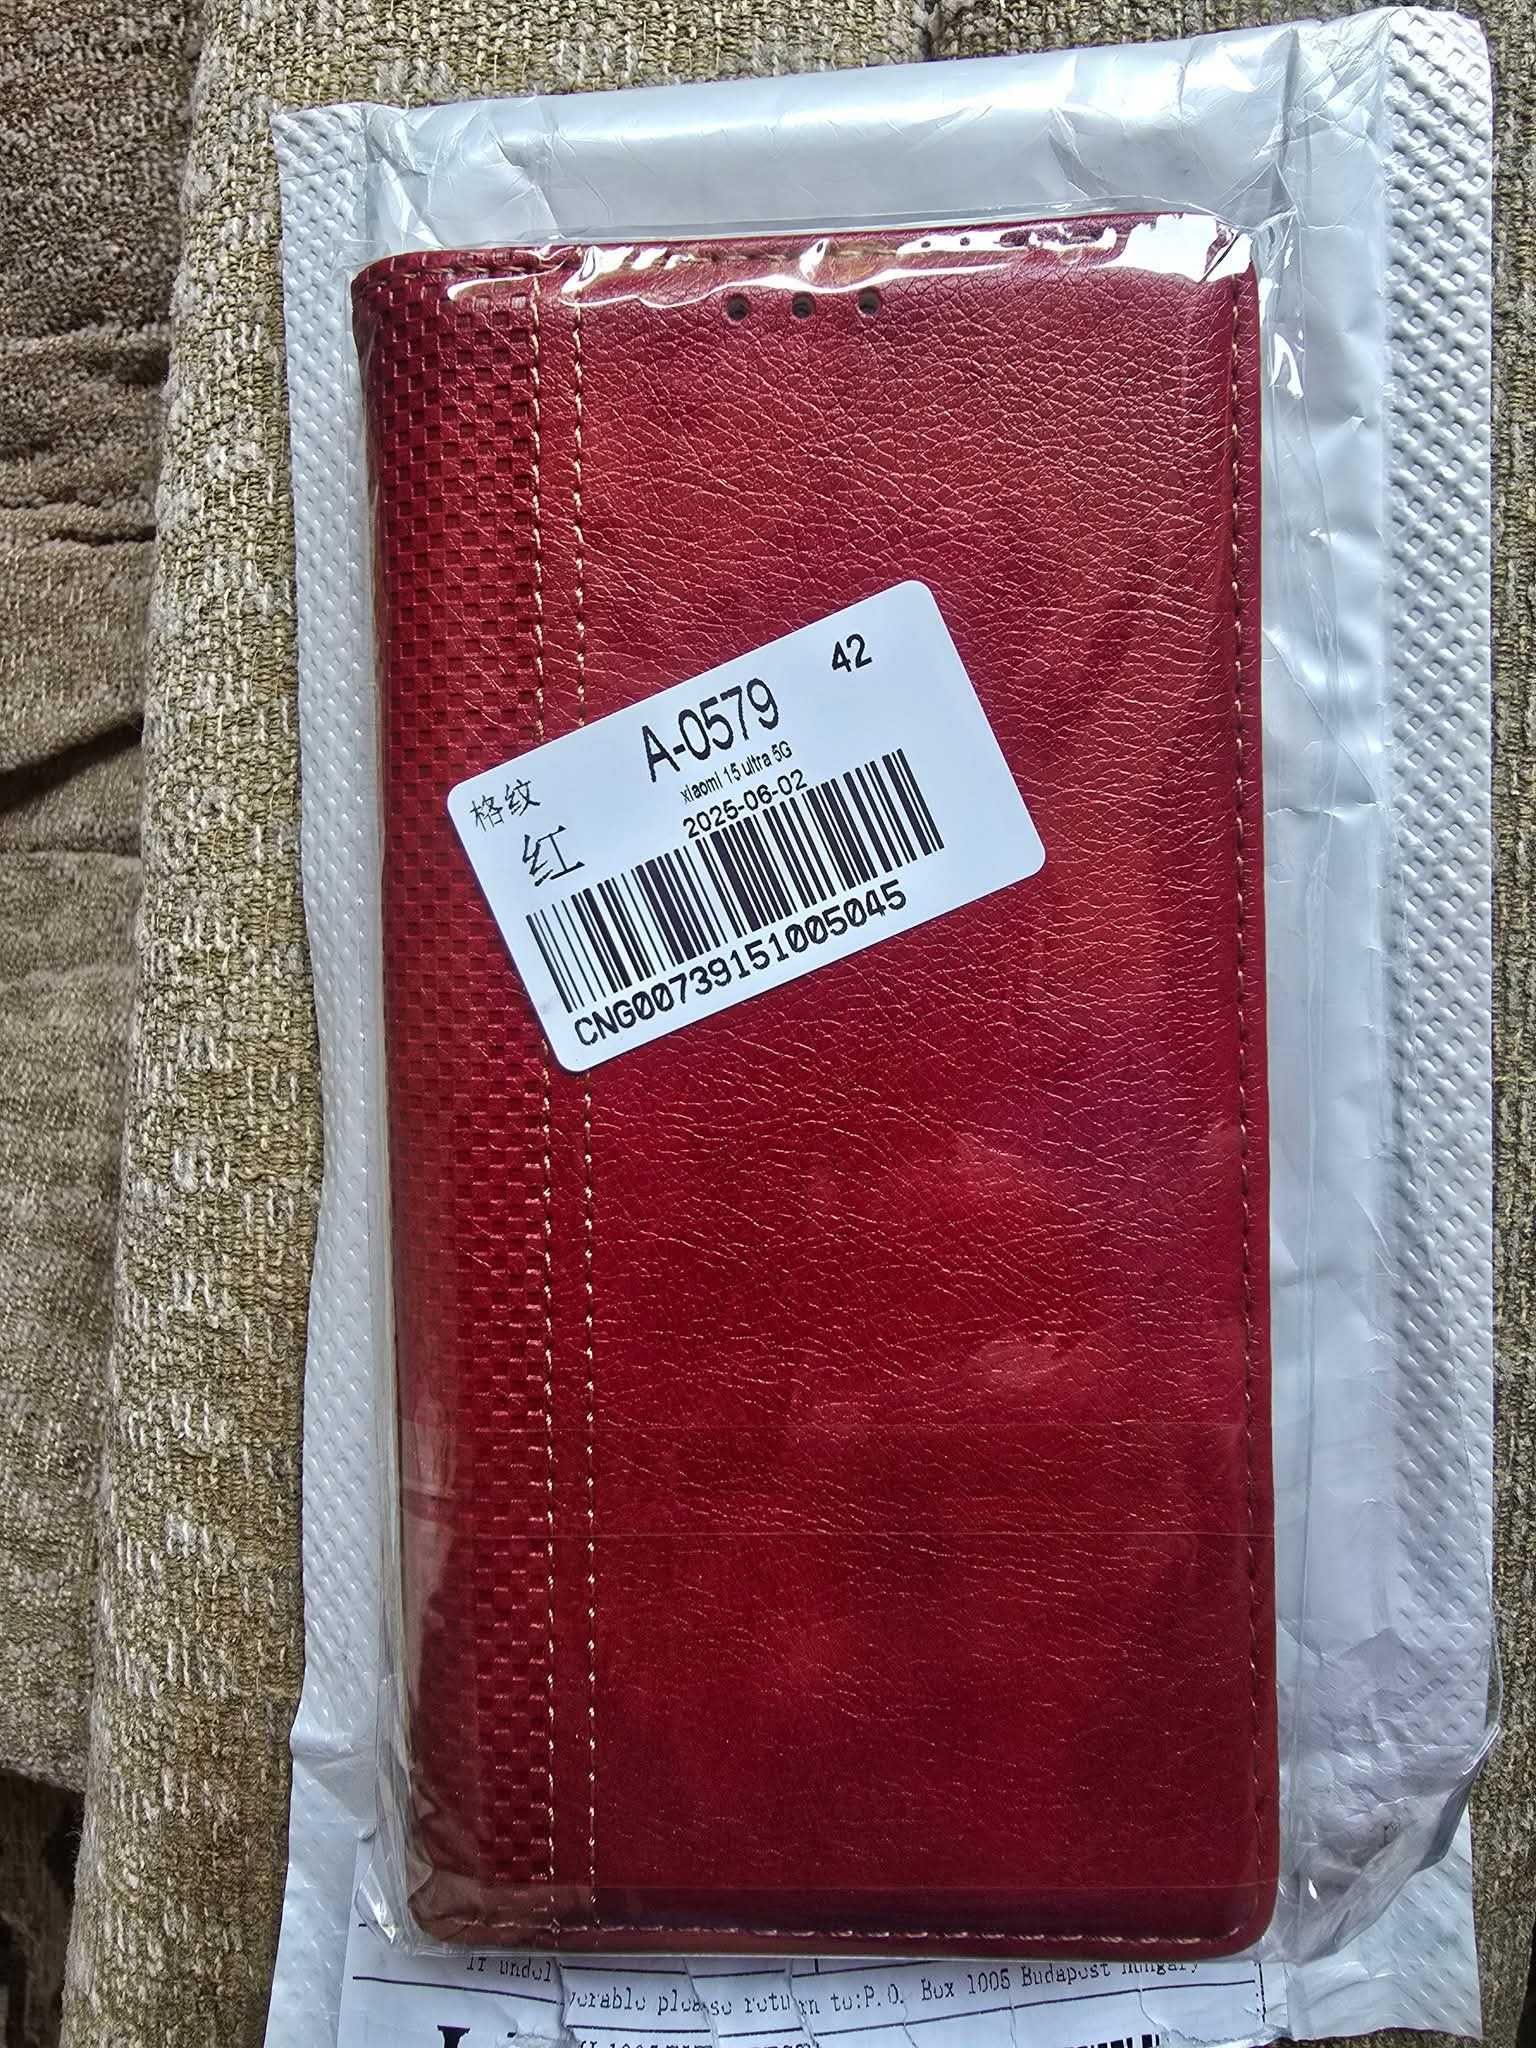 42
A-0579
xiaomi 15 ultra 5G
格纹
2025-06-02
红
CNG00739151005045
If undel
verable please return to:P.O. Box 1005 Budapest Hungary